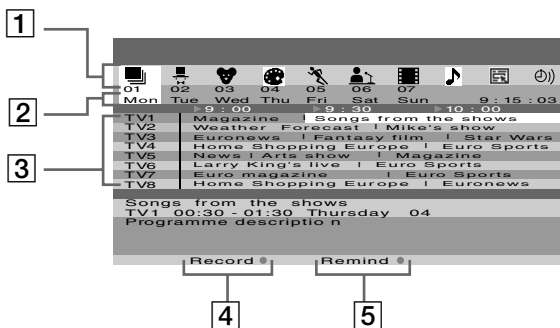 1
01 02 03 04 05 06 07
2
Mon Tue Wed Thu Fri Sat Sun 9:15:03
9:00 9:30 10:00
TV1 Magazine Songs from the shows
TV2 Weather Forecast Mike's show
TV3 Euronews Fantasy film Star Wars
TV4 Home Shopping Europe Euro Sports
3
TV5 News Arts show Magazine
TV6 Larry King's live Euro Sports
TV7 Euro magazine Euro Sports
TV8 Home Shopping Europe Euronews
Songs from the shows
TV1 00:30 - 01:30 Thursday 04
Programme descriptio n
Record Remind
4 5